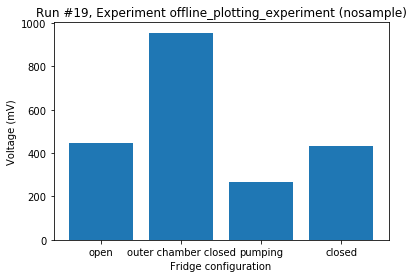 Run #19, Experiment offline_plotting_experiment (nosample)
1000
800
600
400
200
0
Voltage (mV)
open outer chamber closed pumping closed
Fridge configuration